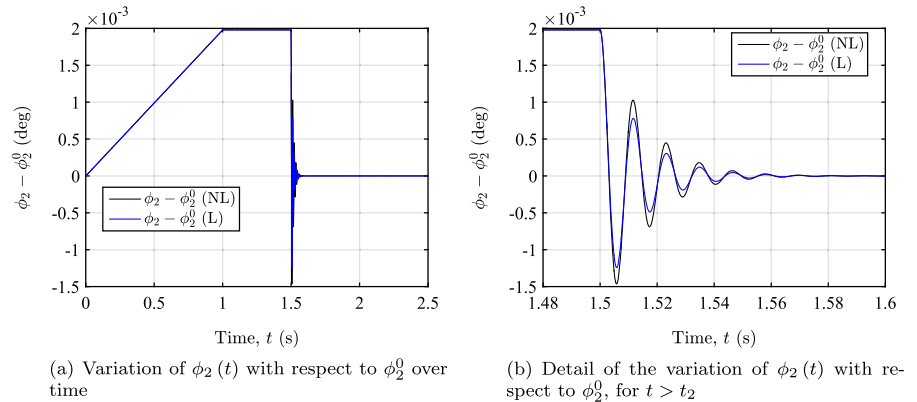 ×10⁻³
2
1.5
1
0.5
0
-0.5
-1
-1.5
0 0.5 1 1.5 2 2.5
ϕ₂ − ϕ₂⁰ (deg)
ϕ₂ − ϕ₂⁰ (NL)
ϕ₂ − ϕ₂⁰ (L)
Time, t (s)
(a) Variation of ϕ₂ (t) with respect to ϕ₂⁰ over
time
×10⁻³
2
1.5
1
0.5
0
-0.5
-1
-1.5
1.48 1.5 1.52 1.54 1.56 1.58 1.6
ϕ₂ − ϕ₂⁰ (deg)
ϕ₂ − ϕ₂⁰ (NL)
ϕ₂ − ϕ₂⁰ (L)
Time, t (s)
(b) Detail of the variation of ϕ₂ (t) with re-
spect to ϕ₂⁰, for t > t₂